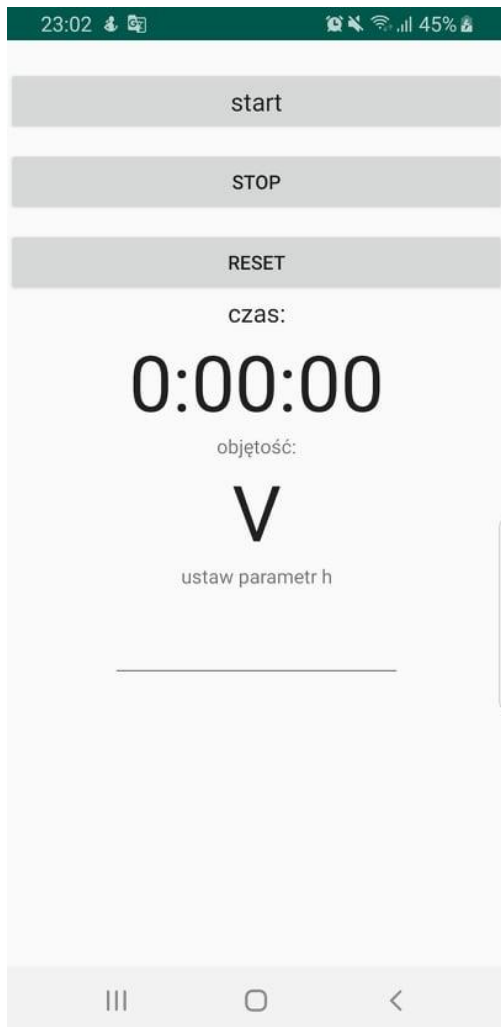 23:02 45%
start
STOP
RESET
czas:
0:00:00
objętość:
V
ustaw parametr h